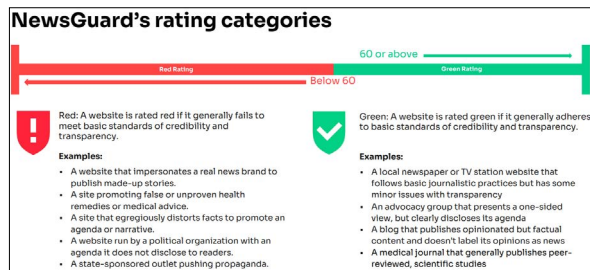 NewsGuard's rating categories
60 or above
Red Rating
Green Rating
Below 60
Red: A website is rated red if it generally fails to
meet basic standards of credibility and
transparency.
Examples:
• A website that impersonates a real news brand to
publish made-up stories.
• A site promoting false or unproven health
remedies or medical advice.
• A site that egregiously distorts facts to promote an
agenda or narrative.
• A website run by a political organization with an
agenda it does not disclose to readers.
• A state-sponsored outlet pushing propaganda.
Green: A website is rated green if it generally adheres
to basic standards of credibility and transparency.
Examples:
• A local newspaper or TV station website that
follows basic journalistic practices but has some
minor issues with transparency
• An advocacy group that presents a one-sided
view, but clearly discloses its agenda
• A blog that publishes opinionated but factual
content and doesn't label its opinions as news
• A medical journal that generally publishes peer-
reviewed, scientific studies